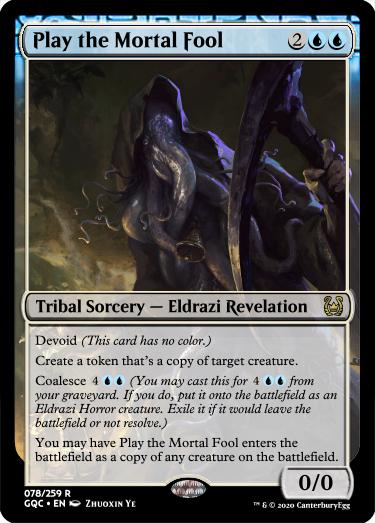 Play the Mortal Fool 2
Tribal Sorcery — Eldrazi Revelation
Devoid (This card has no color.)
Create a token that's a copy of target creature.
Coalesce 4 (You may cast this for 4 from
your graveyard. If you do, put it onto the battlefield as an
Eldrazi Horror creature. Exile it if it would leave the
battlefield or not resolve.)
You may have Play the Mortal Fool enters the
battlefield as a copy of any creature on the battlefield.
0/0
078/259 R
GQC • EN Zhuoxin Ye
™ & © 2020 CanterburyEgg